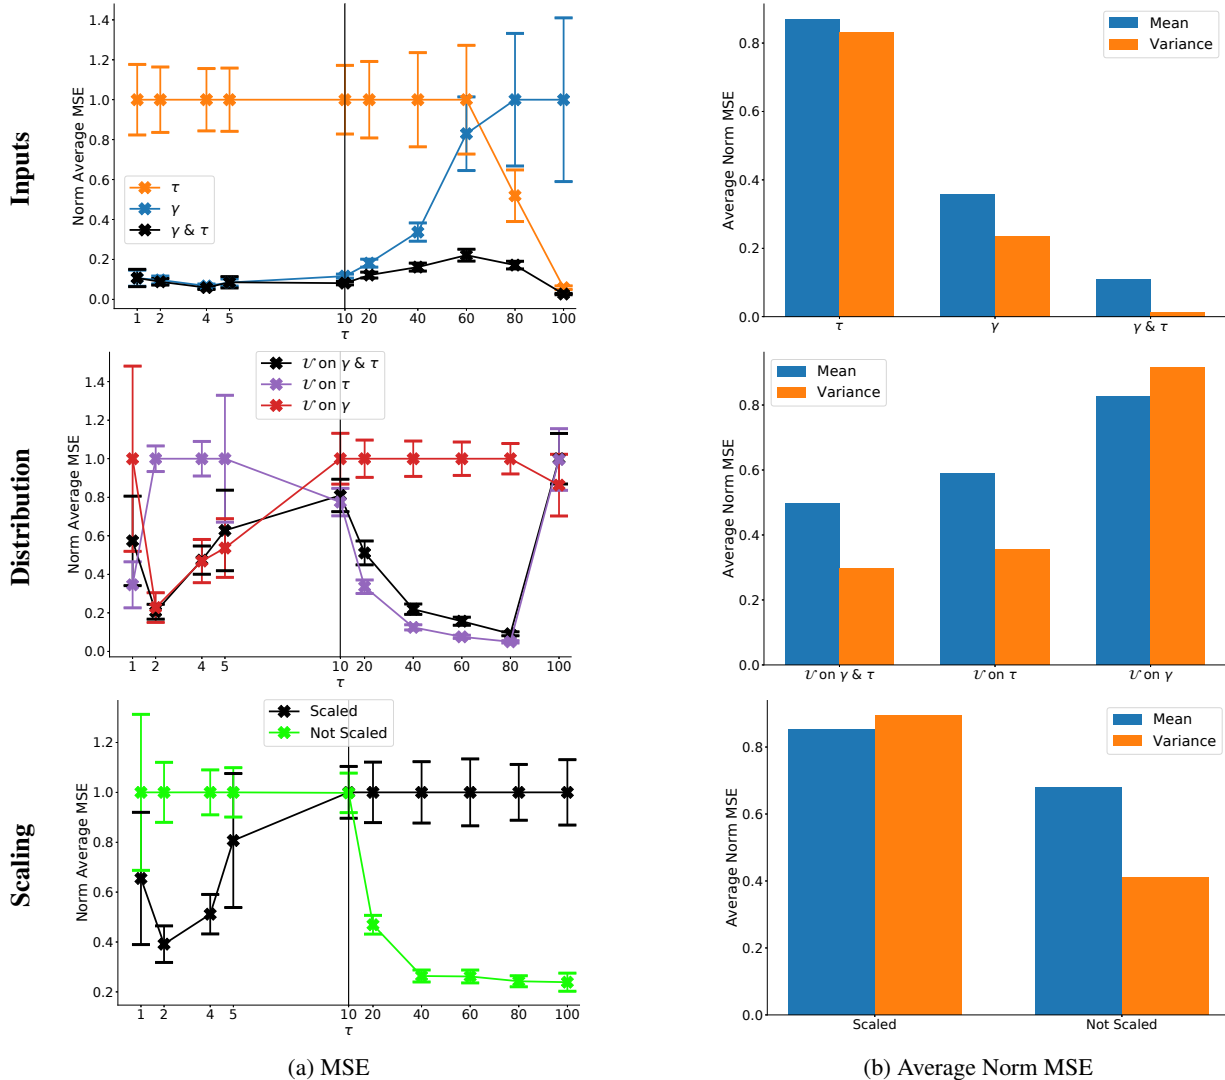 Inputs
Norm Average MSE
1.4
1.2
1.0
0.8
0.6
0.4
0.2
0.0
τ
γ
γ & τ
1 2 4 5 10 20 40 60 80 100
τ
Average Norm MSE
0.8
0.6
0.4
0.2
0.0
Mean
Variance
τ γ γ & τ
Distribution
Norm Average MSE
1.4
1.2
1.0
0.8
0.6
0.4
0.2
0.0
𝒰 on γ & τ
𝒰 on τ
𝒰 on γ
1 2 4 5 10 20 40 60 80 100
τ
Average Norm MSE
0.8
0.6
0.4
0.2
0.0
Mean
Variance
𝒰 on γ & τ 𝒰 on τ 𝒰 on γ
Scaling
Norm Average MSE
1.2
1.0
0.8
0.6
0.4
0.2
Scaled
Not Scaled
1 2 4 5 10 20 40 60 80 100
τ
Average Norm MSE
0.8
0.6
0.4
0.2
0.0
Mean
Variance
Scaled Not Scaled
(a) MSE
(b) Average Norm MSE